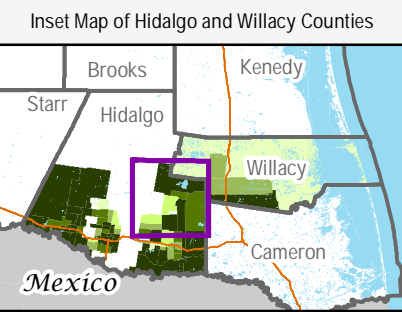 Inset Map of Hidalgo and Willacy Counties
Brooks
Kenedy
Starr
Hidalgo
Willacy
Cameron
Mexico